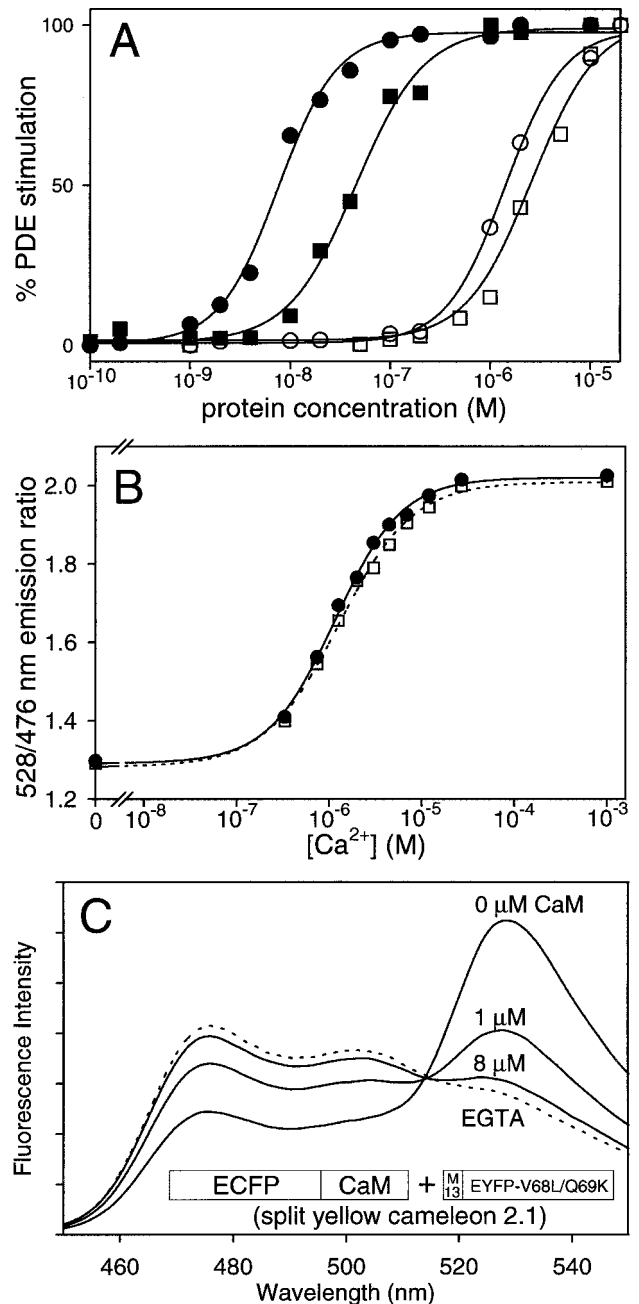 A
% PDE stimulation
100
50
0
10⁻¹⁰ 10⁻⁹ 10⁻⁸ 10⁻⁷ 10⁻⁶ 10⁻⁵
protein concentration (M)
B
528/476 nm emission ratio
2.0
1.8
1.6
1.4
1.2
0 10⁻⁸ 10⁻⁷ 10⁻⁶ 10⁻⁵ 10⁻⁴ 10⁻³
[Ca²⁺] (M)
C
Fluorescence Intensity
0 µM CaM
1 µM
8 µM
EGTA
ECFP CaM + M13 EYFP-V68L/Q69K
(split yellow cameleon 2.1)
460 480 500 520 540
Wavelength (nm)